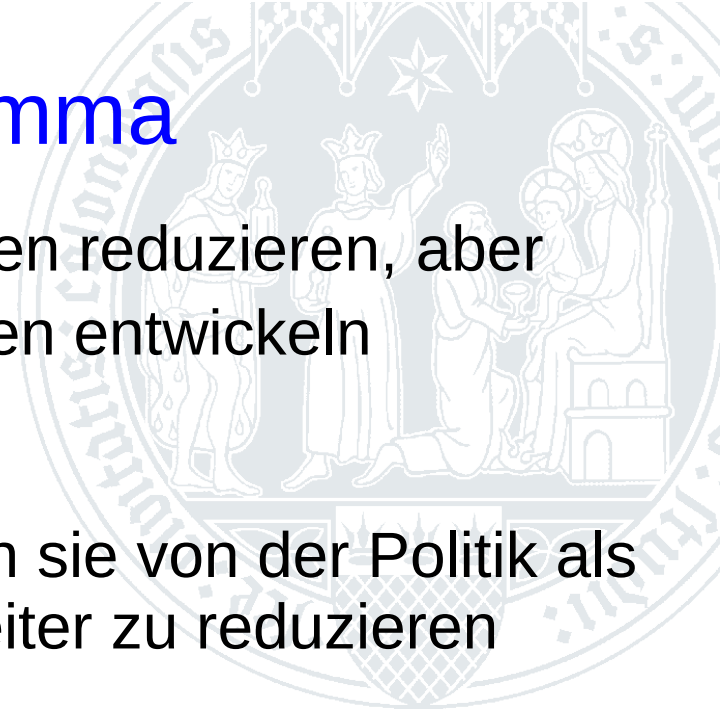 mma
en reduzieren, aber
en entwickeln
n sie von der Politik als
eiter zu reduzieren